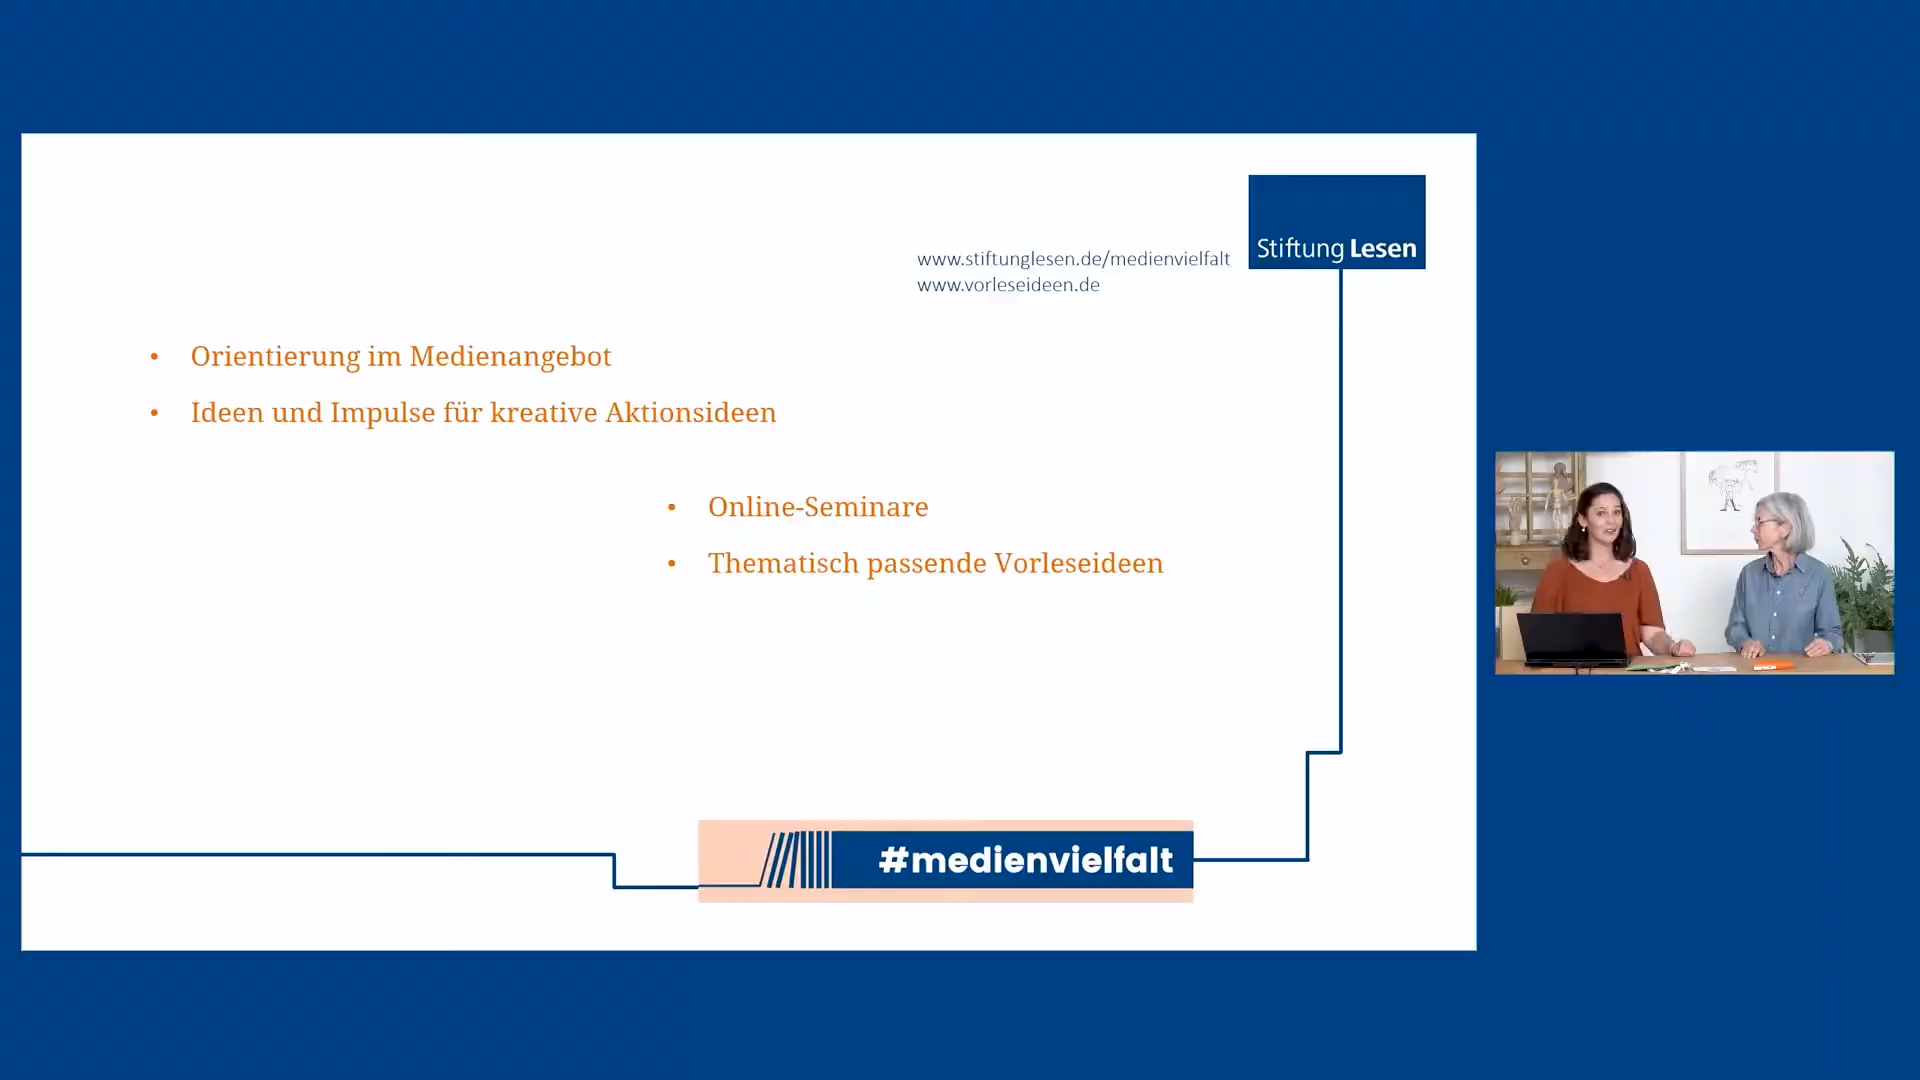 Stiftung Lesen
www.stiftunglesen.de/medienvielfalt
www.vorleseideen.de
• Orientierung im Medienangebot
• Ideen und Impulse für kreative Aktionsideen
• Online-Seminare
• Thematisch passende Vorleseideen
#medienvielfalt